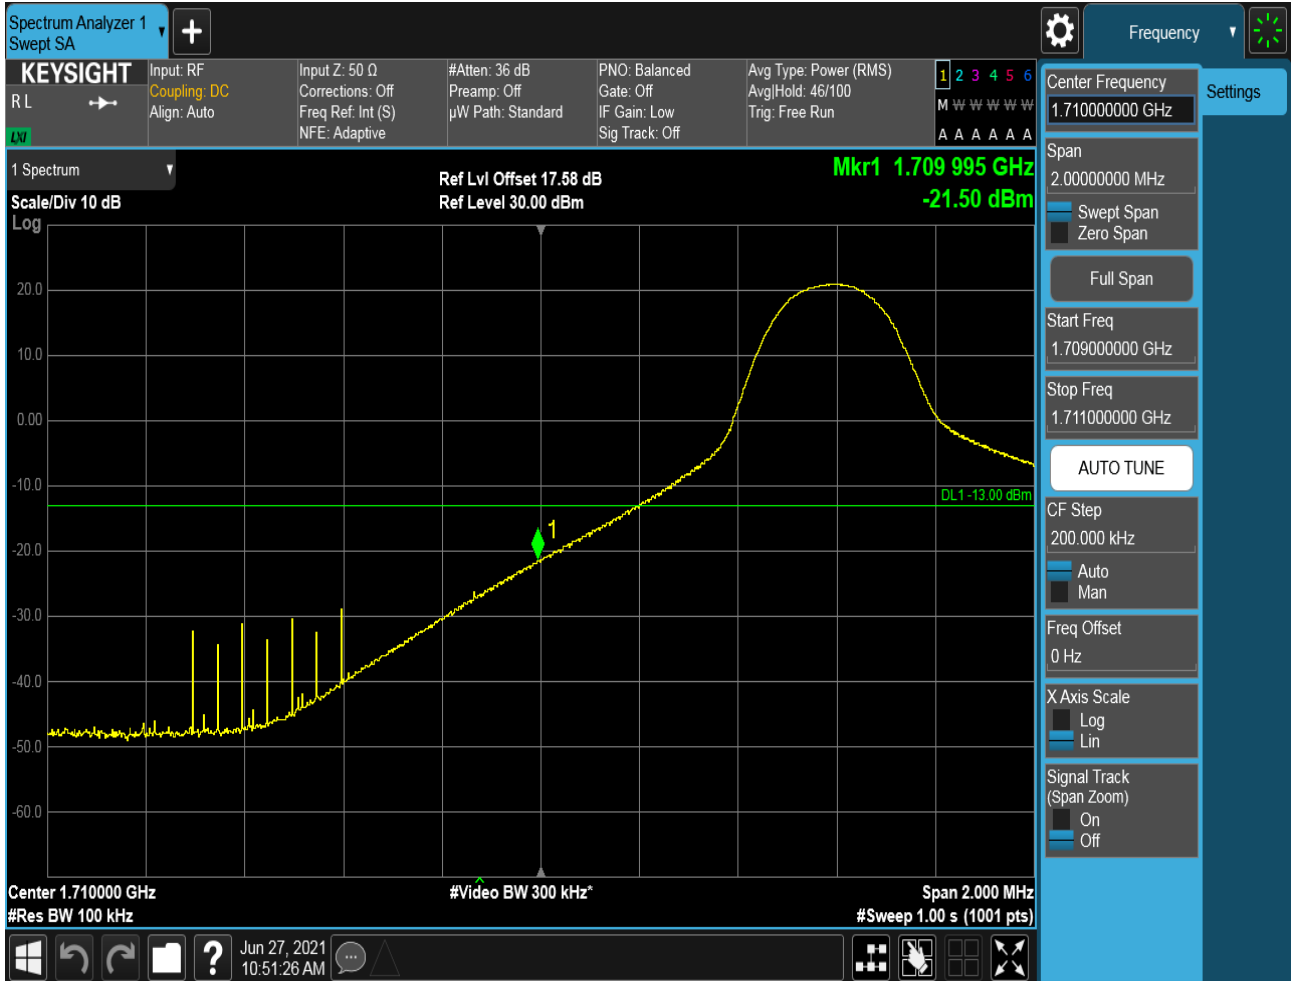 Spectrum Analyzer 1
Swept SA
Frequency
KEYSIGHT
R L
LXI
Input: RF
Coupling: DC
Align: Auto
Input Z: 50 Ω
Corrections: Off
Freq Ref: Int (S)
NFE: Adaptive
#Atten: 36 dB
Preamp: Off
µW Path: Standard
PNO: Balanced
Gate: Off
IF Gain: Low
Sig Track: Off
Avg Type: Power (RMS)
Avg|Hold: 46/100
Trig: Free Run
1 2 3 4 5 6
M W W W W W
A A A A A A
1 Spectrum
Scale/Div 10 dB
Log
Ref Lvl Offset 17.58 dB
Ref Level 30.00 dBm
Mkr1 1.709 995 GHz
-21.50 dBm
20.0
10.0
0.00
-10.0
-20.0
-30.0
-40.0
-50.0
-60.0
DL1 -13.00 dBm
1
Center 1.710000 GHz
#Res BW 100 kHz
#Video BW 300 kHz*
Span 2.000 MHz
#Sweep 1.00 s (1001 pts)
Jun 27, 2021
10:51:26 AM
Center Frequency
1.710000000 GHz
Settings
Span
2.00000000 MHz
Swept Span
Zero Span
Full Span
Start Freq
1.709000000 GHz
Stop Freq
1.711000000 GHz
AUTO TUNE
CF Step
200.000 kHz
Auto
Man
Freq Offset
0 Hz
X Axis Scale
Log
Lin
Signal Track
(Span Zoom)
On
Off